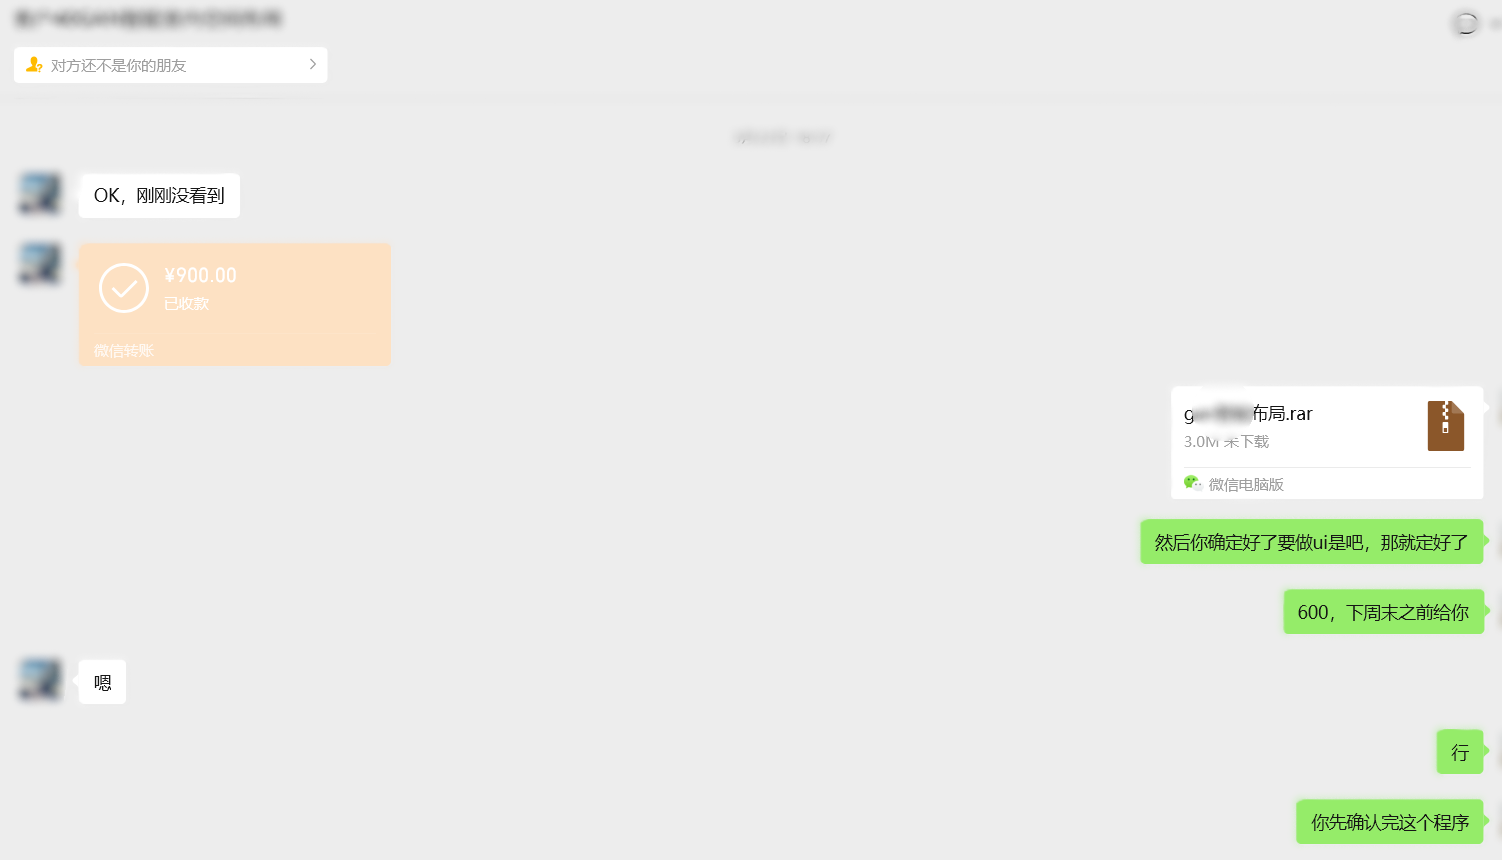 对方还不是你的朋友
OK，刚刚没看到
¥900.00
已收款
微信转账
布局.rar
3.0M 未下载
微信电脑版
然后你确定好了要做ui是吧，那就定好了
600，下周末之前给你
嗯
行
你先确认完这个程序